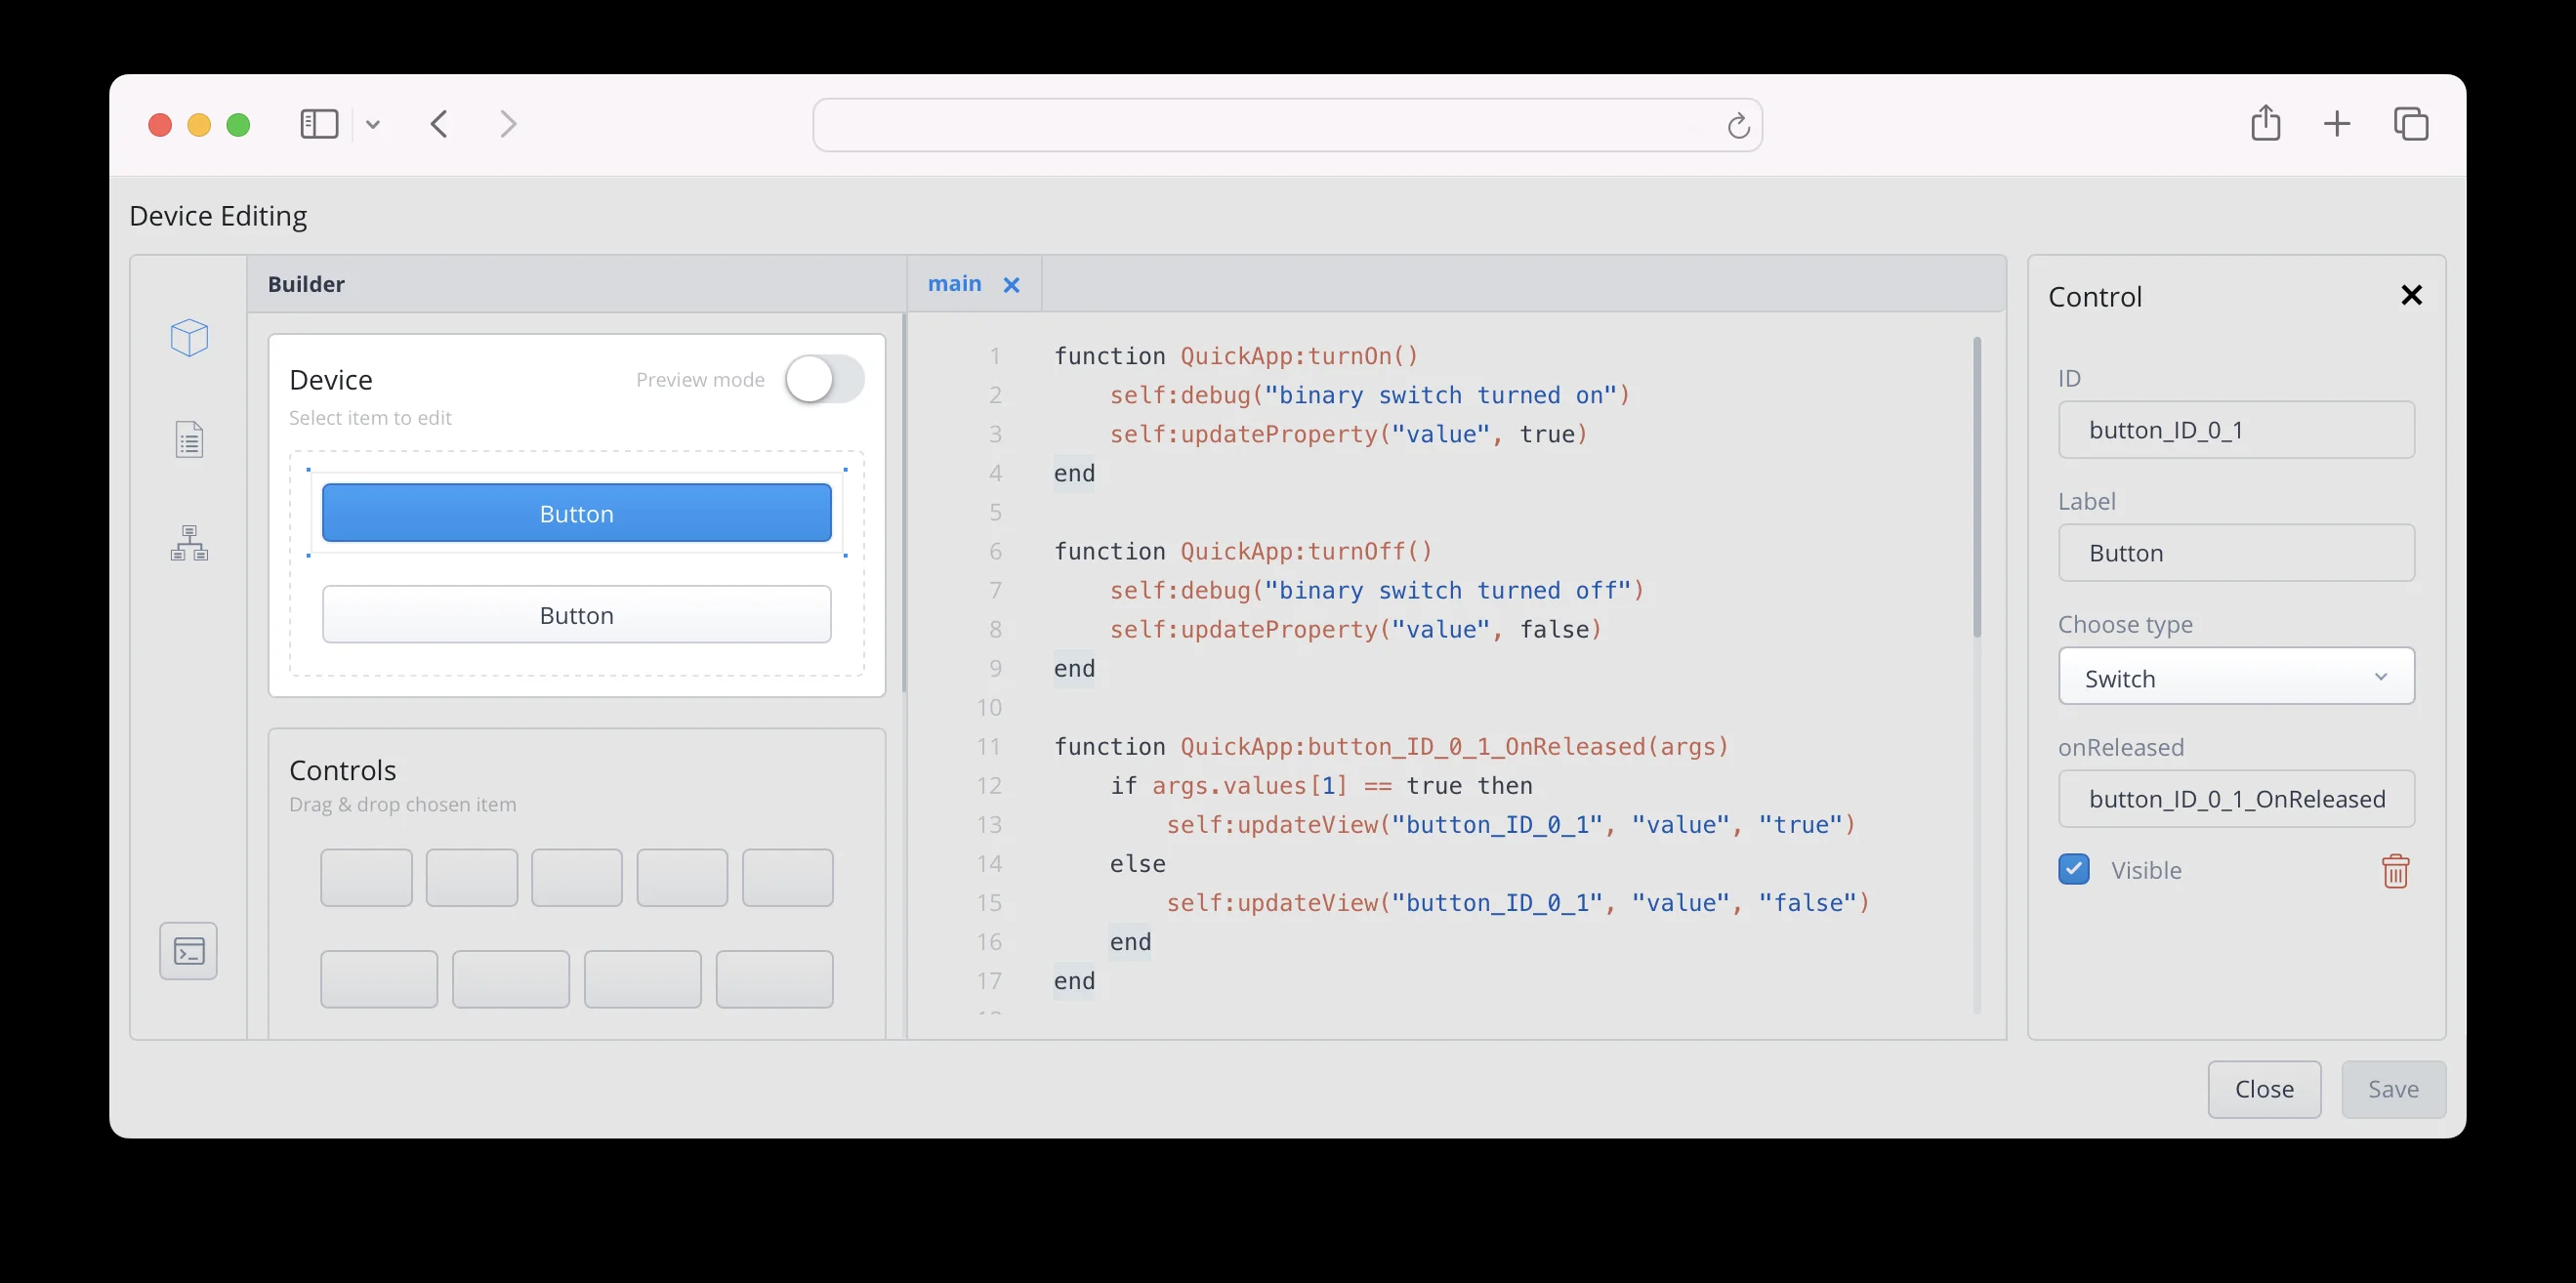 Device Editing
Builder
main
Device
Preview mode
Select item to edit
Button
Button
Controls
Drag & drop chosen item
1 function QuickApp:turnOn()
2 self:debug("binary switch turned on")
3 self:updateProperty("value", true)
4 end
5
6 function QuickApp:turnOff()
7 self:debug("binary switch turned off")
8 self:updateProperty("value", false)
9 end
10
11 function QuickApp:button_ID_0_1_OnReleased(args)
12 if args.values[1] == true then
13 self:updateView("button_ID_0_1", "value", "true")
14 else
15 self:updateView("button_ID_0_1", "value", "false")
16 end
17 end
Control
ID
button_ID_0_1
Label
Button
Choose type
Switch
onReleased
button_ID_0_1_OnReleased
Visible
Close
Save